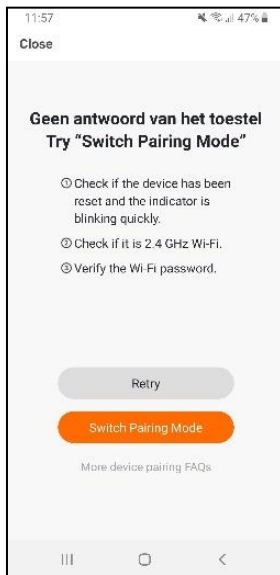 11:57 47%
Close
Geen antwoord van het toestel
Try “Switch Pairing Mode”
① Check if the device has been
reset and the indicator is
blinking quickly.
② Check if it is 2.4 GHz Wi-Fi.
③ Verify the Wi-Fi password.
Retry
Switch Pairing Mode
More device pairing FAQs